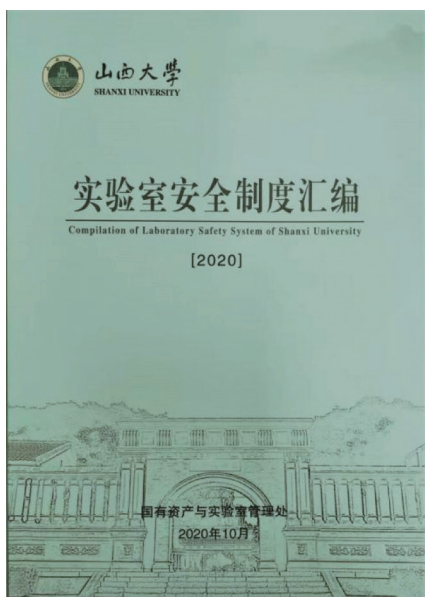 山西大學
SHANXI UNIVERSITY
实验室安全制度汇编
Compilation of Laboratory Safety System of Shanxi University
[2020]
国有资产与实验室管理处
2020年10月